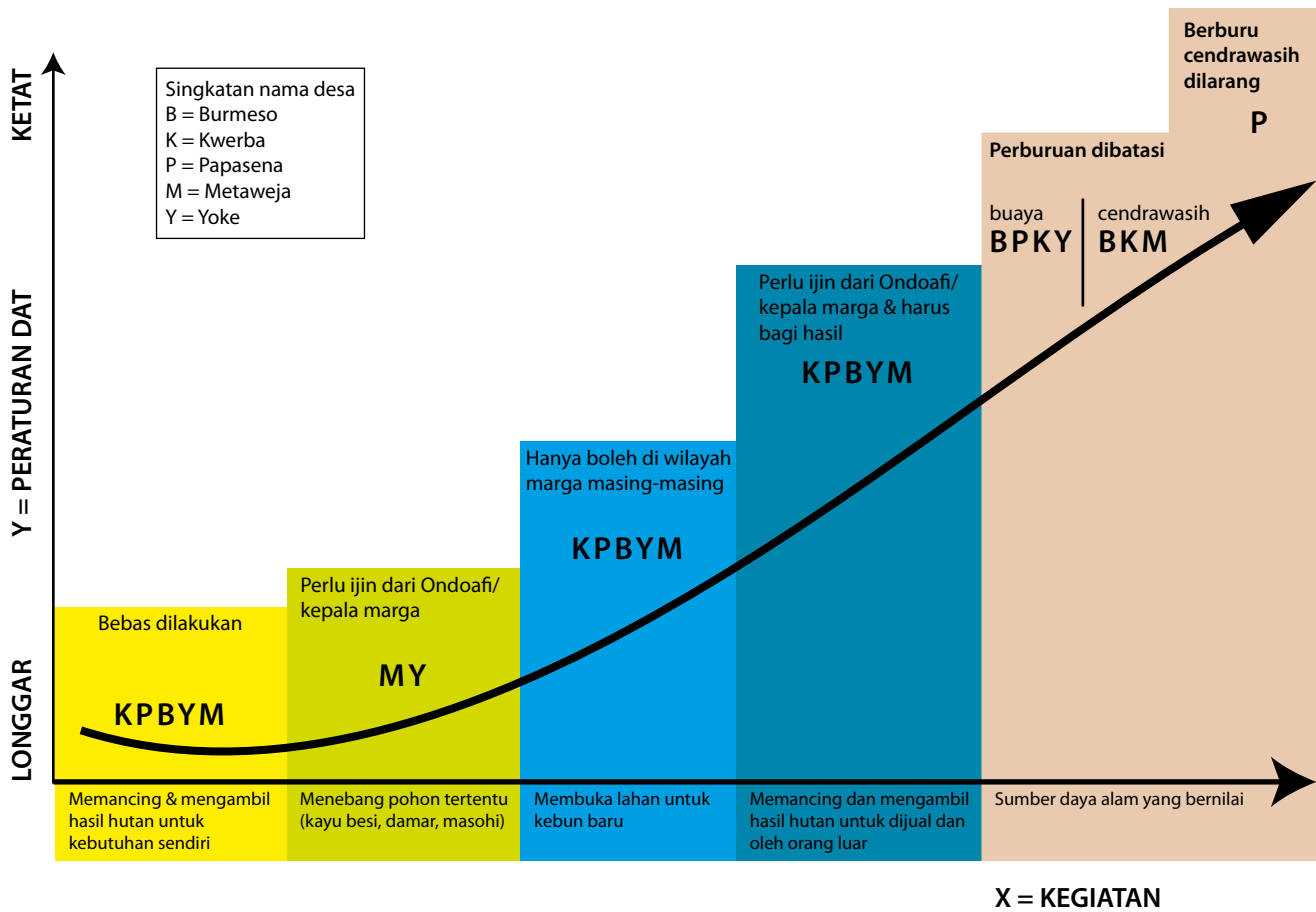 KETAT
Y = PERATURAN DAT
LONGGAR
Singkatan nama desa
B = Burmeso
K = Kwerba
P = Papasena
M = Metaweja
Y = Yoke
Bebas dilakukan
KPBYM
Perlu ijin dari Ondoafi/
kepala marga
MY
Hanya boleh di wilayah
marga masing-masing
KPBYM
Perlu ijin dari Ondoafi/
kepala marga & harus
bagi hasil
KPBYM
Perburuan dibatasi
buaya
BPKY
cendrawasih
BKM
Berburu
cendrawasih
dilarang
P
Memancing & mengambil
hasil hutan untuk
kebutuhan sendiri
Menebang pohon tertentu
(kayu besi, damar, masohi)
Membuka lahan untuk
kebun baru
Memancing dan mengambil
hasil hutan untuk dijual dan
oleh orang luar
Sumber daya alam yang bernilai
X = KEGIATAN